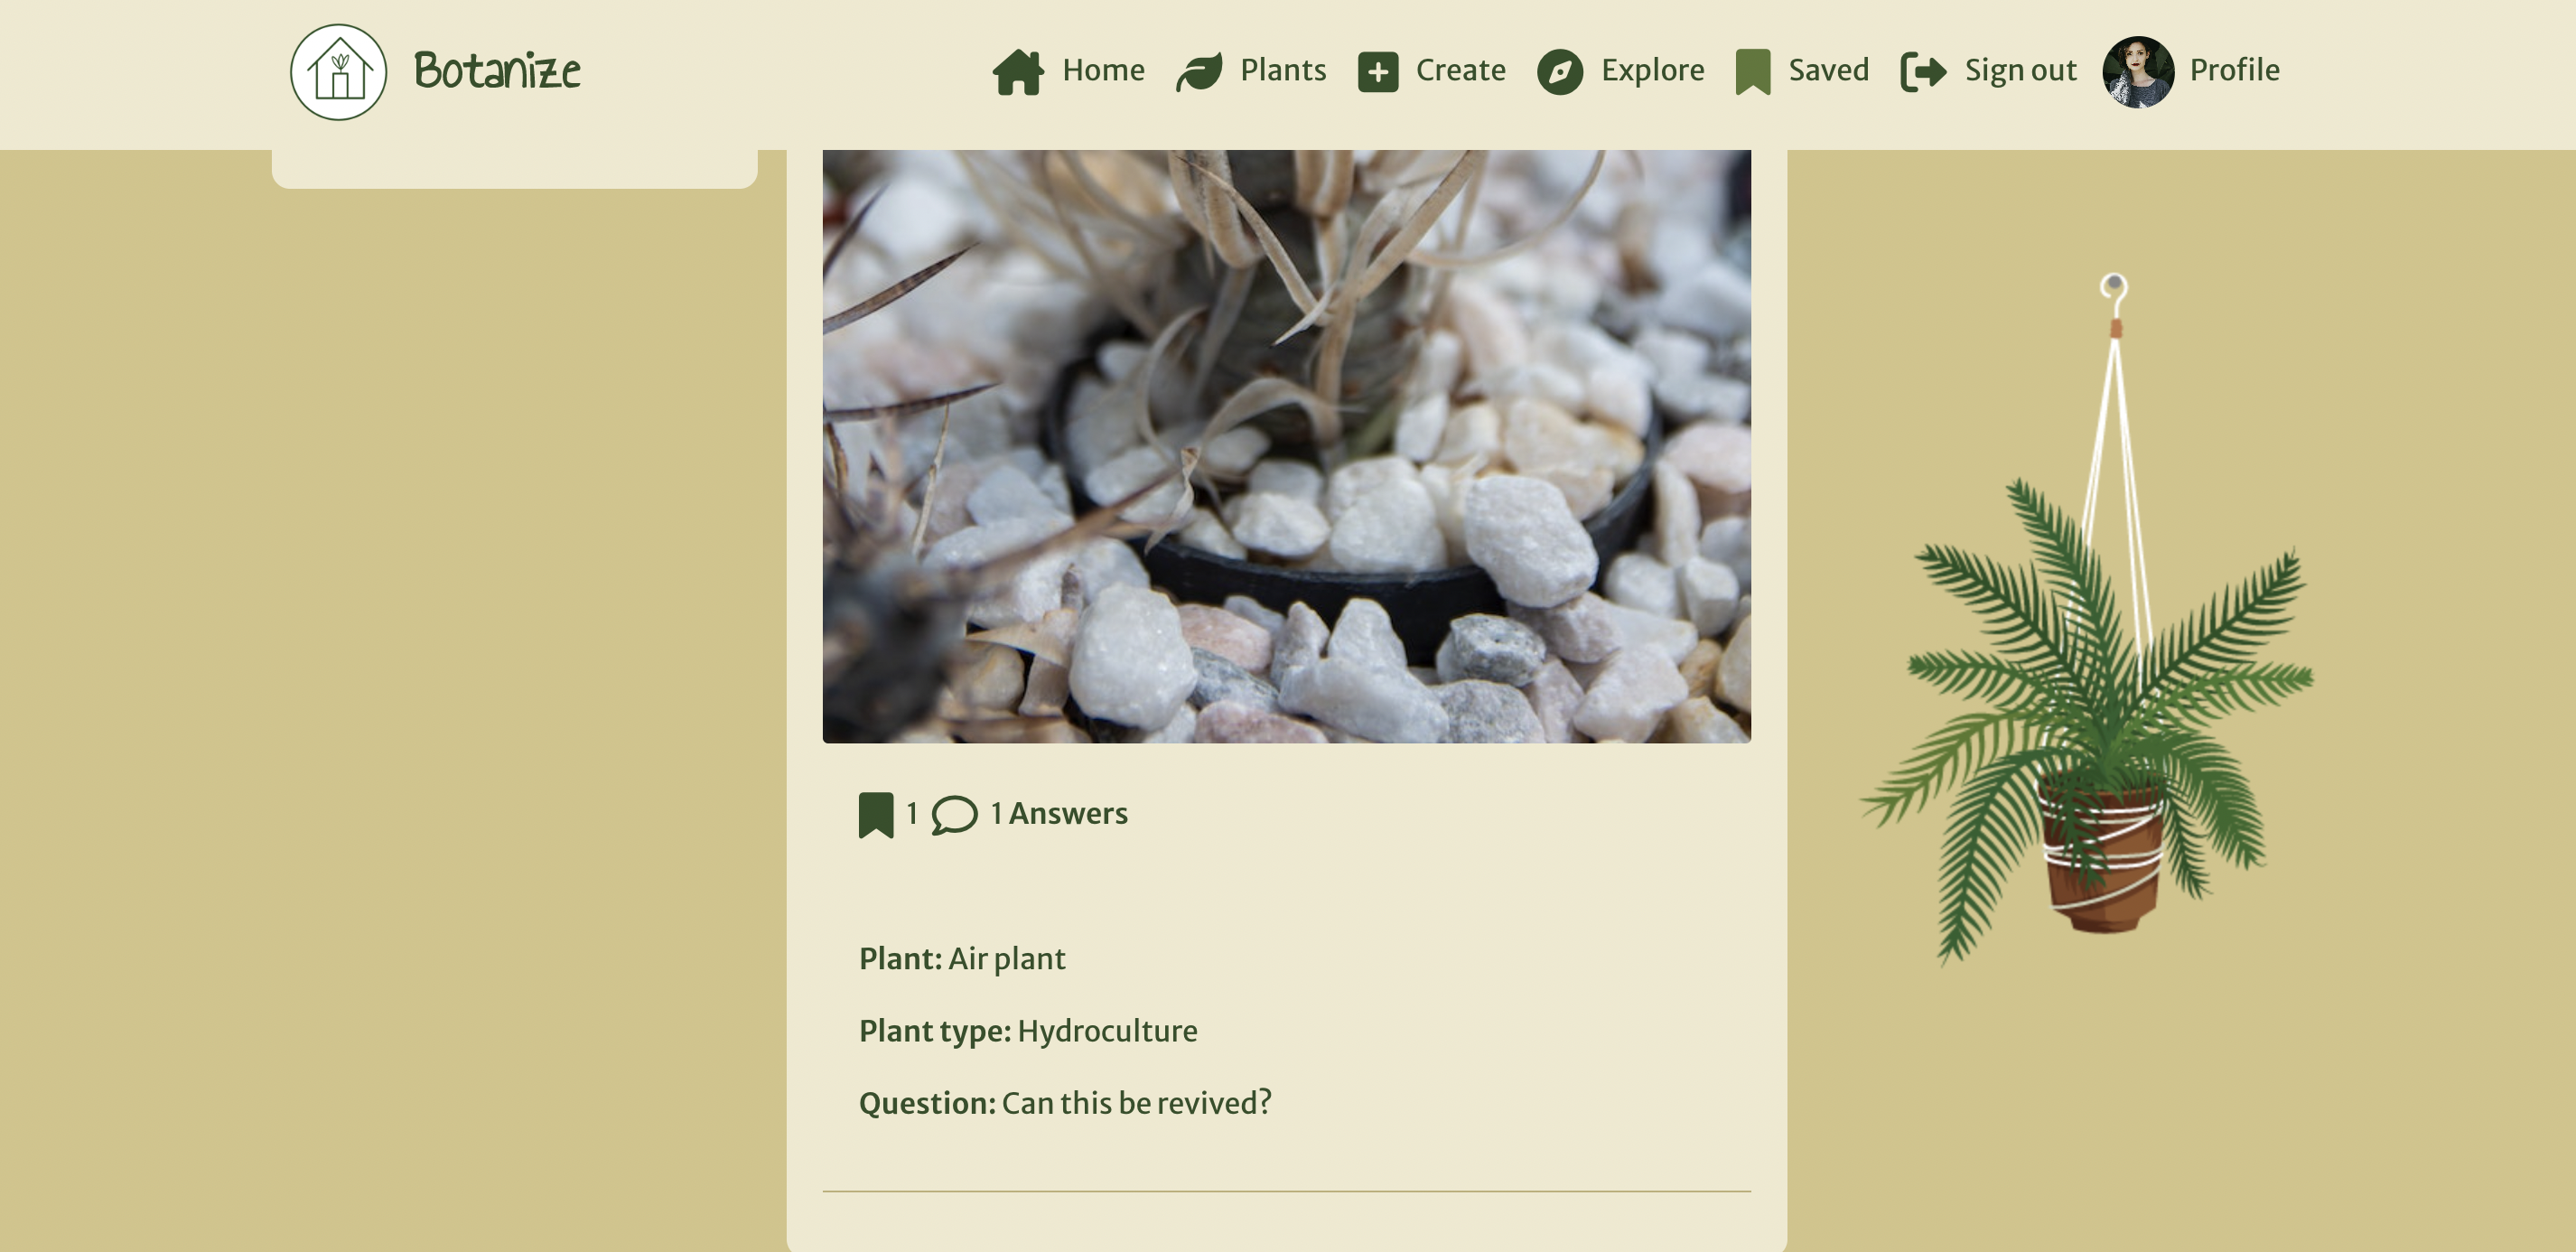 Botanize
Home Plants Create Explore Saved Sign out Profile
1 1 Answers
Plant: Air plant
Plant type: Hydroculture
Question: Can this be revived?